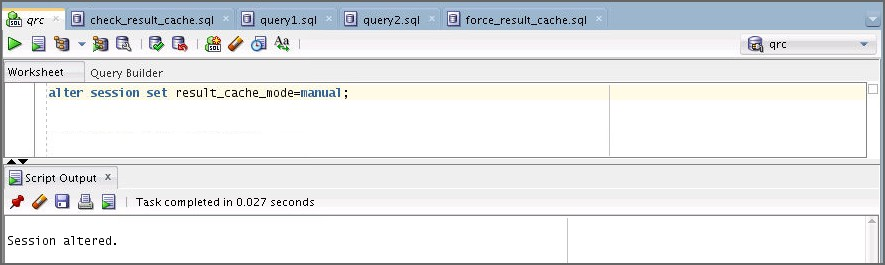 qrc check_result_cache.sql query1.sql query2.sql force_result_cache.sql
qrc
Worksheet Query Builder
alter session set result_cache_mode=manual;
Script Output
Task completed in 0.027 seconds
Session altered.